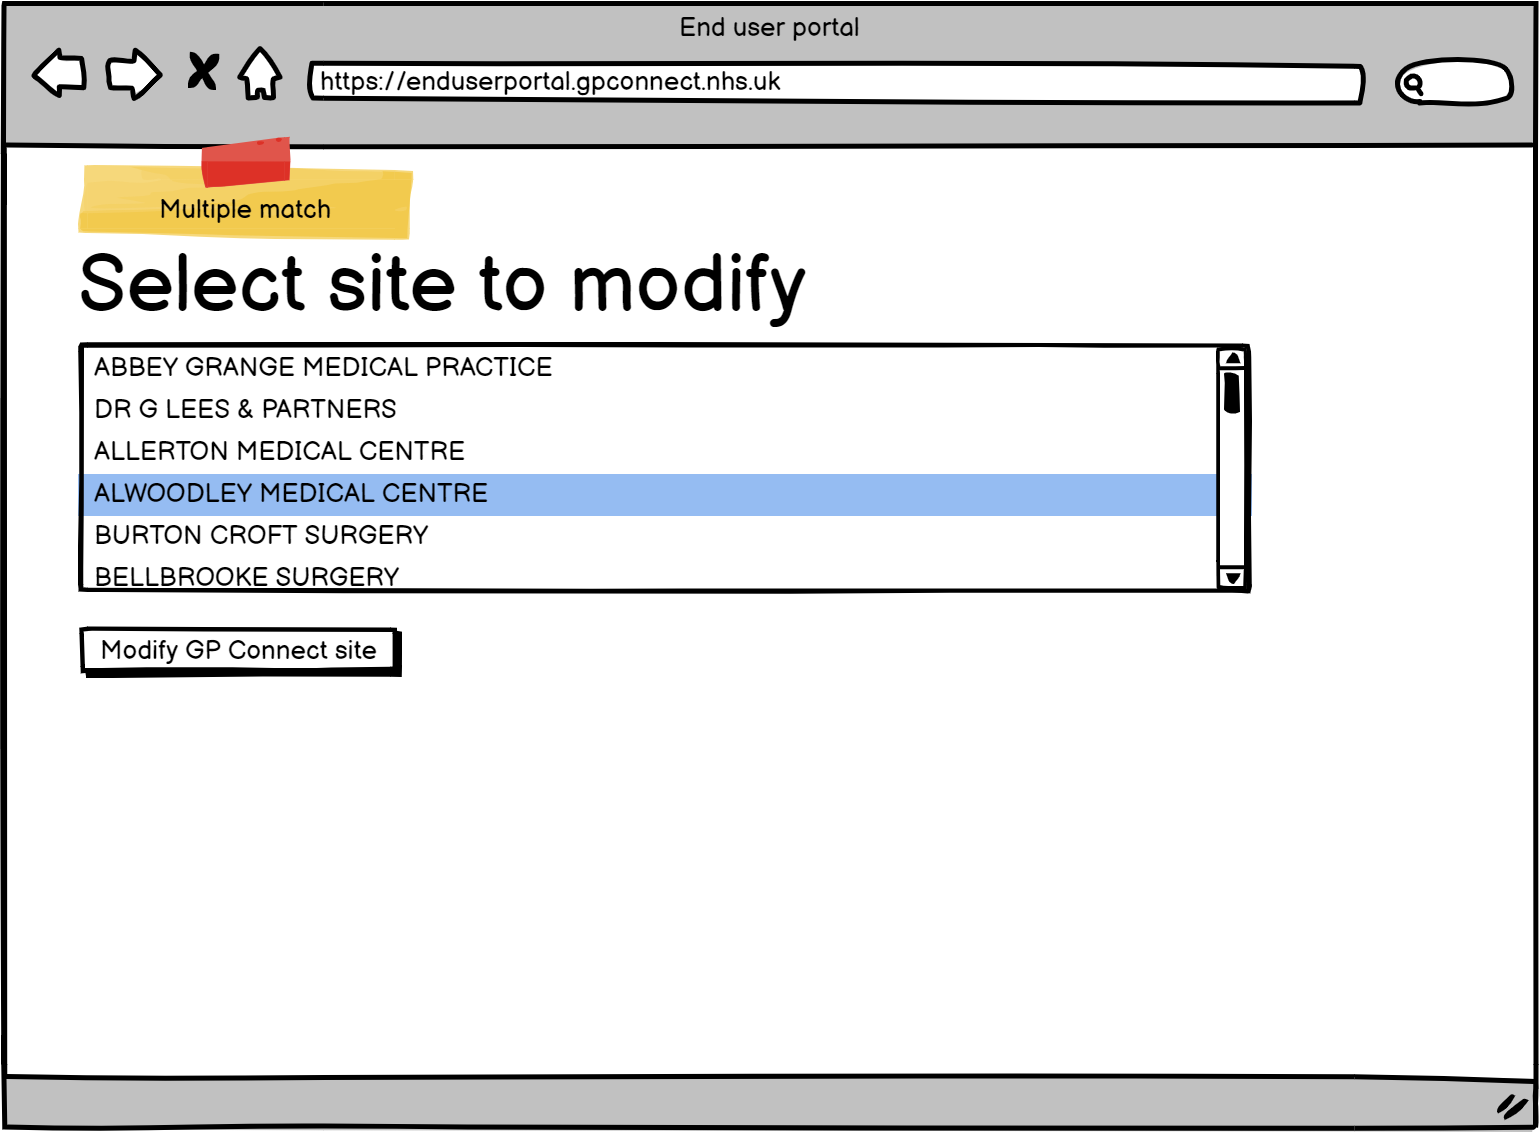 End user portal
https://enduserportal.gpconnect.nhs.uk
Multiple match
Select site to modify
ABBEY GRANGE MEDICAL PRACTICE
DR G LEES & PARTNERS
ALLERTON MEDICAL CENTRE
ALWOODLEY MEDICAL CENTRE
BURTON CROFT SURGERY
BELLBROOKE SURGERY
Modify GP Connect site